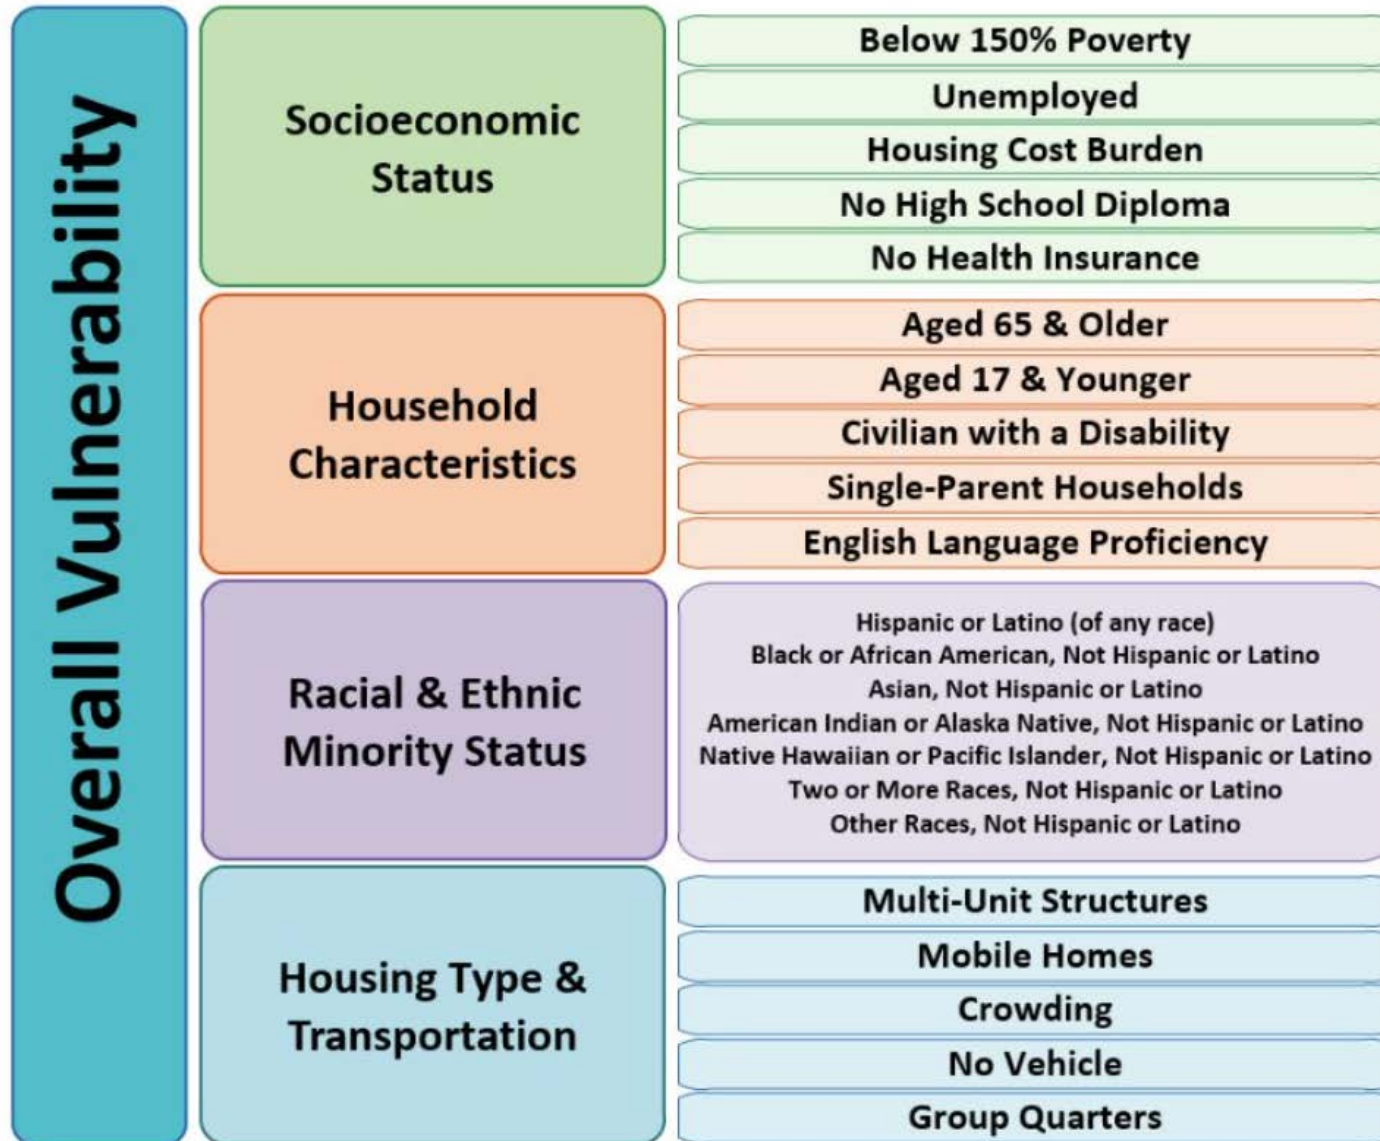 Overall Vulnerability
Socioeconomic
Status
Below 150% Poverty
Unemployed
Housing Cost Burden
No High School Diploma
No Health Insurance
Household
Characteristics
Aged 65 & Older
Aged 17 & Younger
Civilian with a Disability
Single-Parent Households
English Language Proficiency
Racial & Ethnic
Minority Status
Hispanic or Latino (of any race)
Black or African American, Not Hispanic or Latino
Asian, Not Hispanic or Latino
American Indian or Alaska Native, Not Hispanic or Latino
Native Hawaiian or Pacific Islander, Not Hispanic or Latino
Two or More Races, Not Hispanic or Latino
Other Races, Not Hispanic or Latino
Housing Type &
Transportation
Multi-Unit Structures
Mobile Homes
Crowding
No Vehicle
Group Quarters